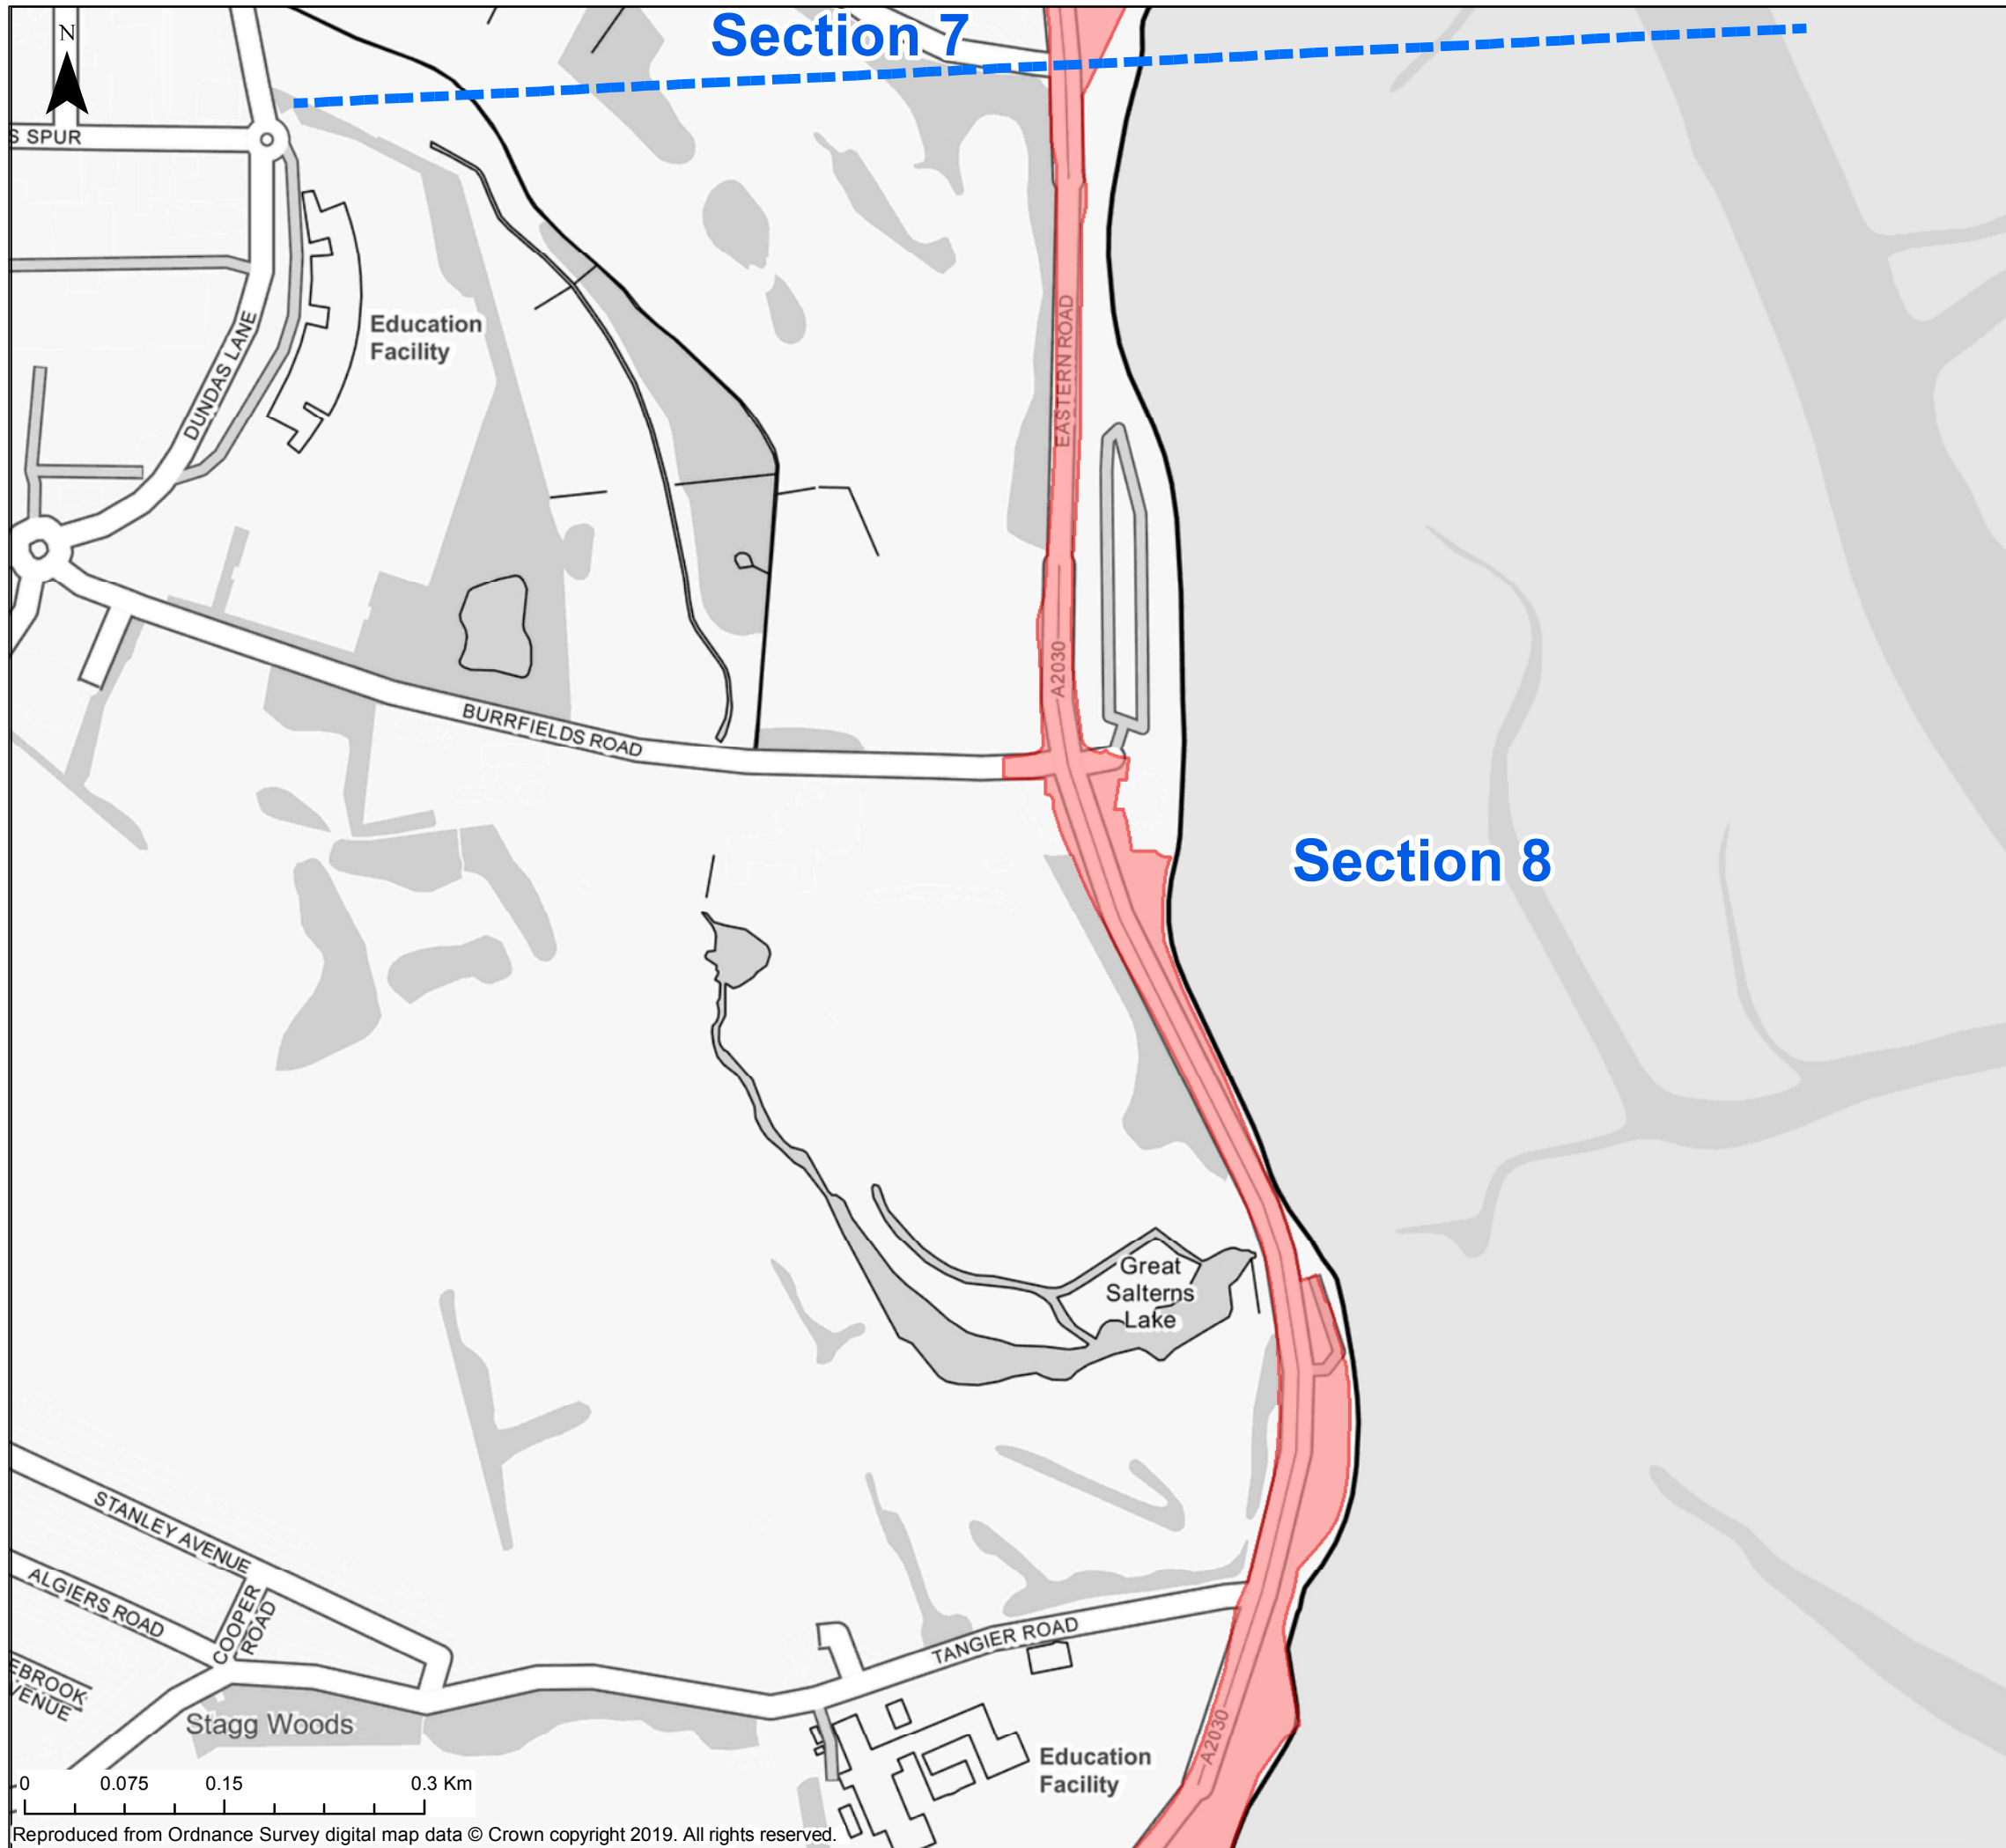 Section 7
N
S SPUR
EASTERN ROAD
DUNDAS LANE
Education
Facility
A2030
BURRFIELDS ROAD
Section 8
Great
Salterns
Lake
STANLEY AVENUE
ALGIERS ROAD
COOPER
ROAD
TANGIER ROAD
EBROOK
VENUE
Stagg Woods
A2030
Education
Facility
0 0.075 0.15 0.3 Km
Reproduced from Ordnance Survey digital map data © Crown copyright 2019. All rights reserved.